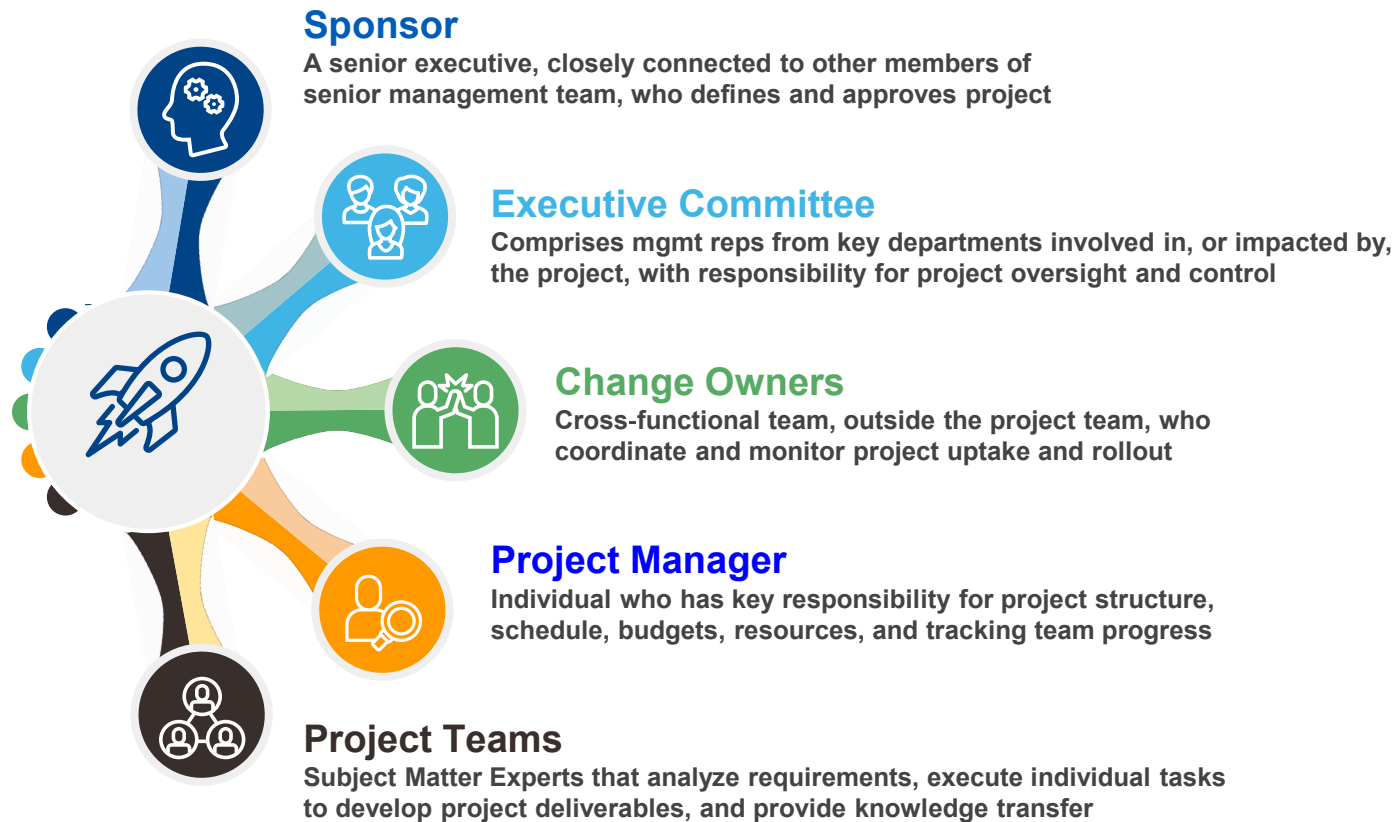 Sponsor
A senior executive, closely connected to other members of
senior management team, who defines and approves project
Executive Committee
Comprises mgmt reps from key departments involved in, or impacted by,
the project, with responsibility for project oversight and control
Change Owners
Cross-functional team, outside the project team, who
coordinate and monitor project uptake and rollout
Project Manager
Individual who has key responsibility for project structure,
schedule, budgets, resources, and tracking team progress
Project Teams
Subject Matter Experts that analyze requirements, execute individual tasks
to develop project deliverables, and provide knowledge transfer